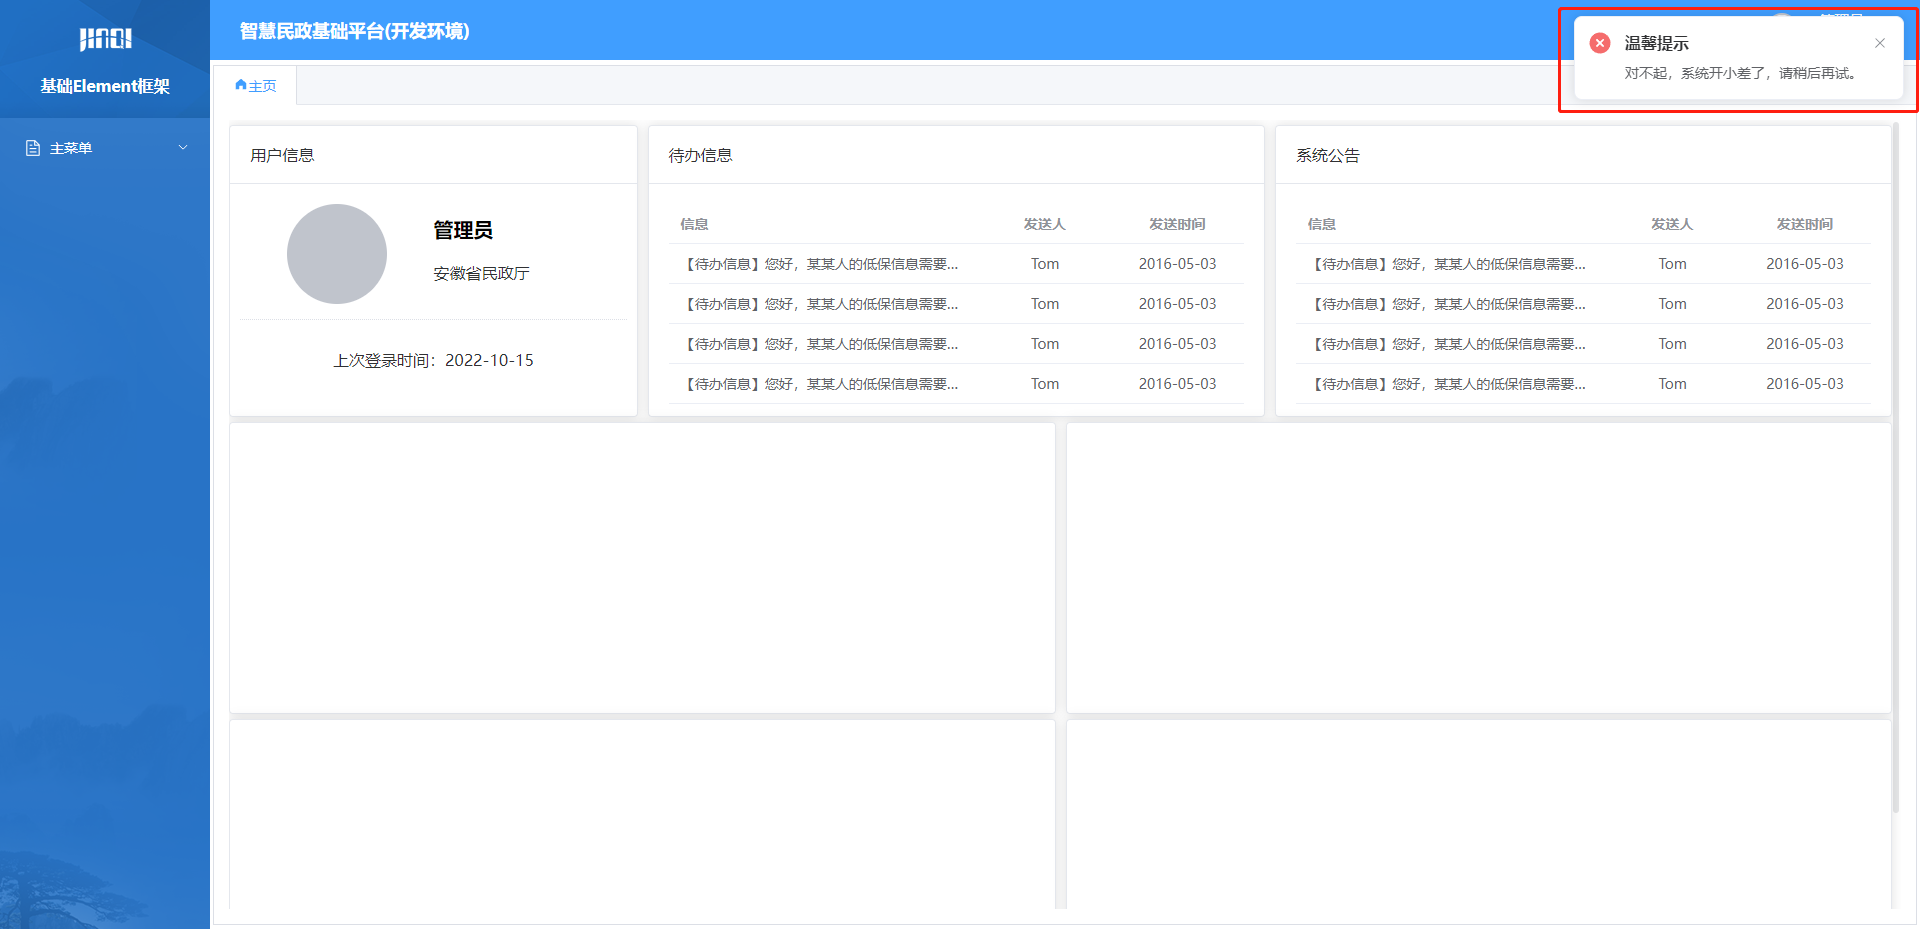 JINQI
基础Element框架
主菜单
智慧民政基础平台(开发环境)
温馨提示
对不起，系统开小差了，请稍后再试。
主页
用户信息
管理员
安徽省民政厅
上次登录时间：2022-10-15
待办信息
信息 发送人 发送时间
【待办信息】您好，某某人的低保信息需要... Tom 2016-05-03
【待办信息】您好，某某人的低保信息需要... Tom 2016-05-03
【待办信息】您好，某某人的低保信息需要... Tom 2016-05-03
【待办信息】您好，某某人的低保信息需要... Tom 2016-05-03
系统公告
信息 发送人 发送时间
【待办信息】您好，某某人的低保信息需要... Tom 2016-05-03
【待办信息】您好，某某人的低保信息需要... Tom 2016-05-03
【待办信息】您好，某某人的低保信息需要... Tom 2016-05-03
【待办信息】您好，某某人的低保信息需要... Tom 2016-05-03